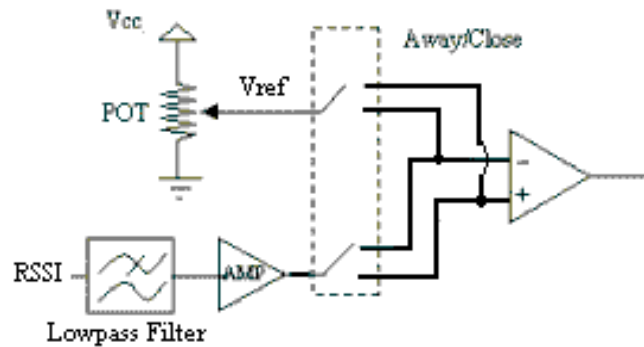 Vcc
Away/Close
Vref
POT
-
+
RSSI
AMP
Lowpass Filter